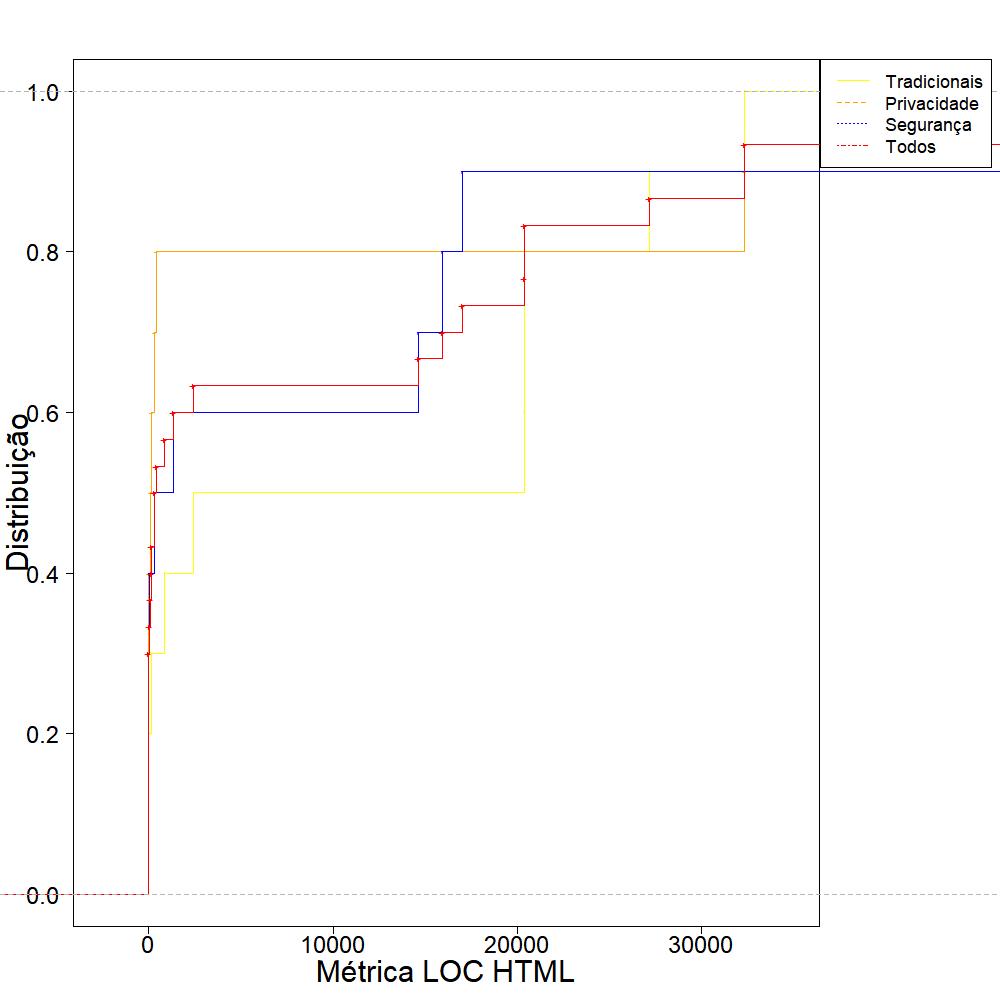 Tradicionais
Privacidade
Segurança
Todos
1.0
0.8
0.6
0.4
0.2
0.0
Distribuição
0 10000 20000 30000
Métrica LOC HTML